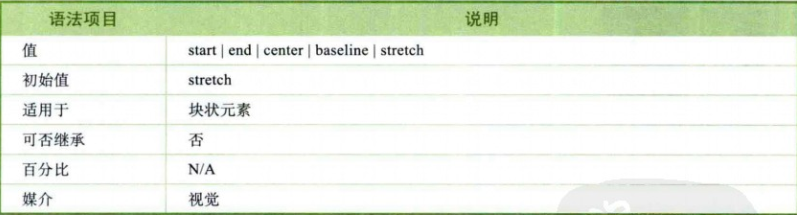 语法项目 说明
值 start | end | center | baseline | stretch
初始值 stretch
适用于 块状元素
可否继承 否
百分比 N/A
媒介 视觉